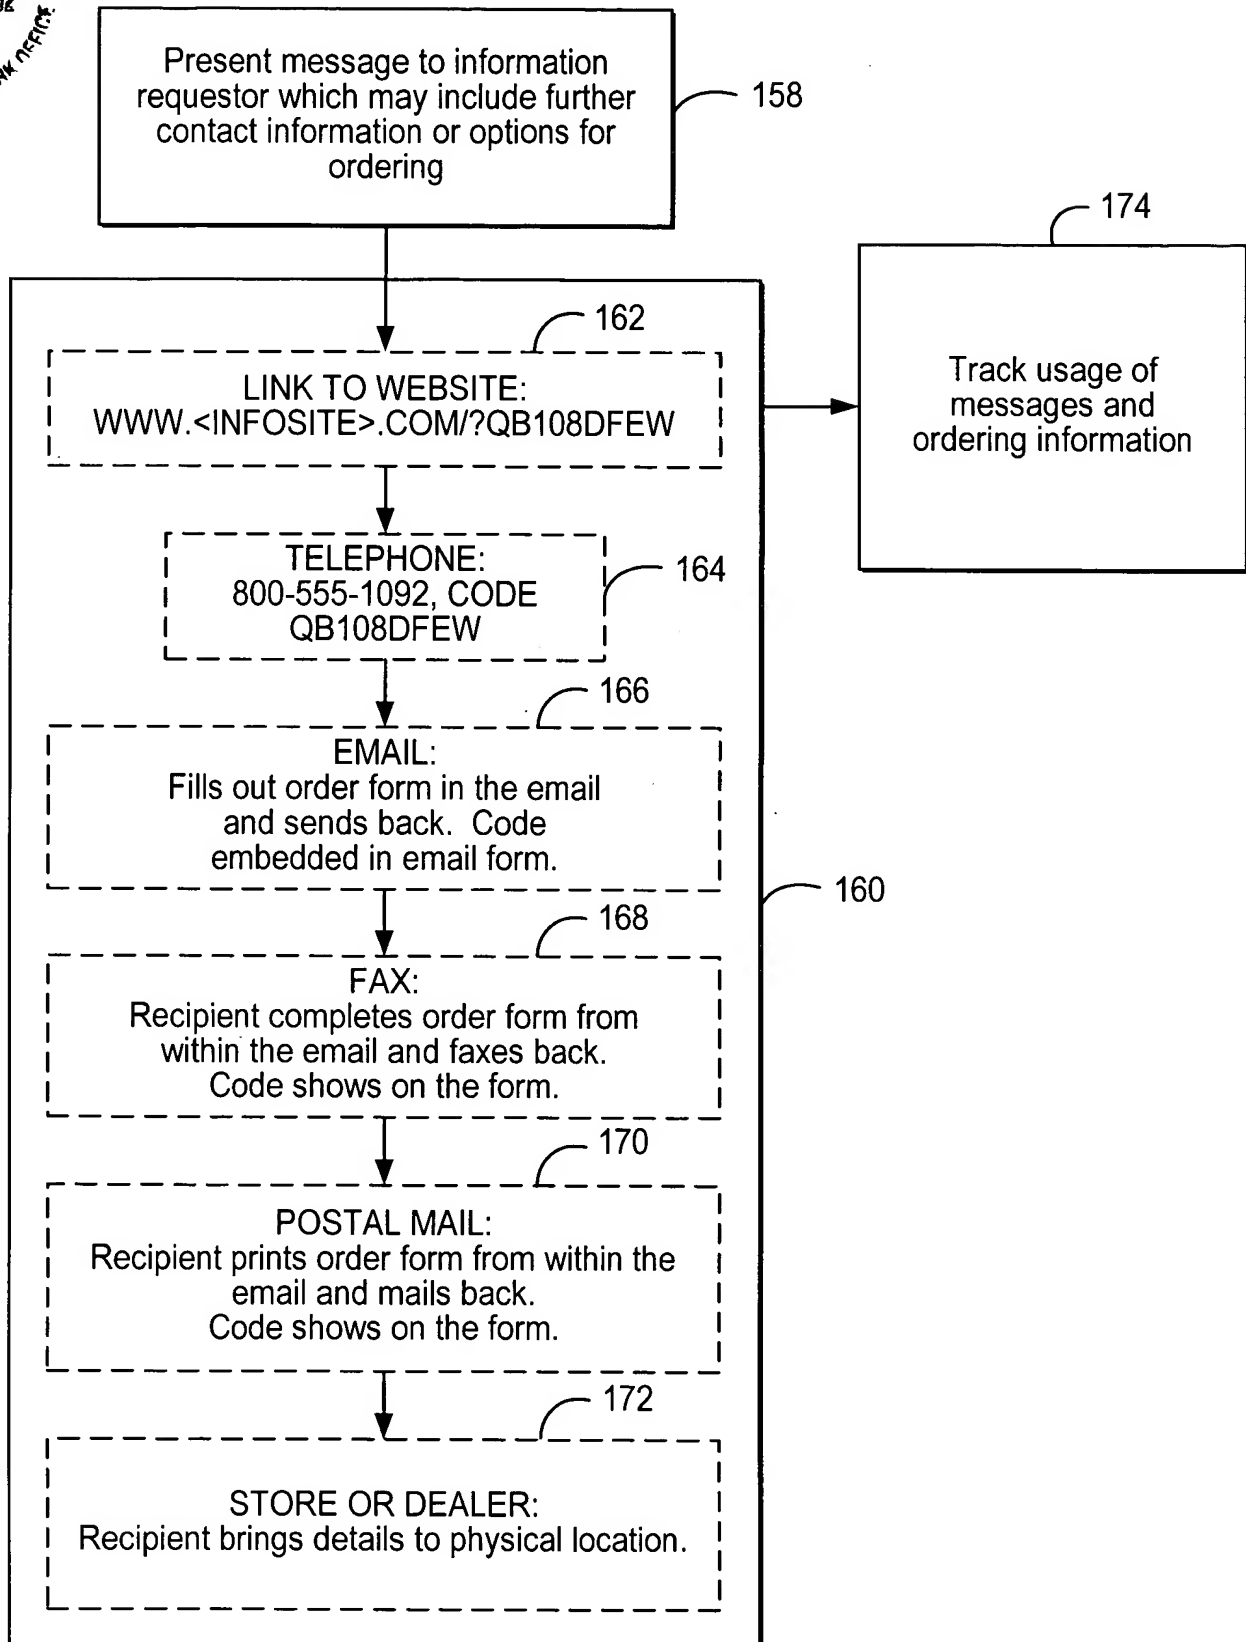 Present message to information
requestor which may include further
contact information or options for
ordering
158
174
Track usage of
messages and
ordering information
162
LINK TO WEBSITE:
WWW.<INFOSITE>.COM/?QB108DFEW
TELEPHONE:
800-555-1092, CODE
QB108DFEW
164
166
EMAIL:
Fills out order form in the email
and sends back. Code
embedded in email form.
160
168
FAX:
Recipient completes order form from
within the email and faxes back.
Code shows on the form.
170
POSTAL MAIL:
Recipient prints order form from within the
email and mails back.
Code shows on the form.
172
STORE OR DEALER:
Recipient brings details to physical location.